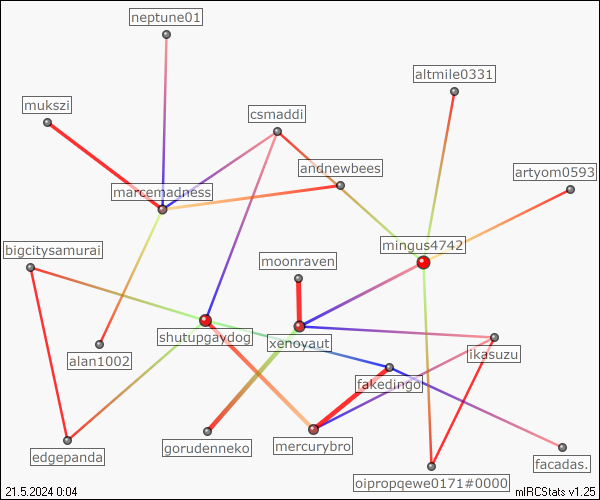 neptune01
altmile0331
mukszi
csmaddi
andnewbees
artyom0593
marcemadness
mingus4742
bigcitysamurai
moonraven
shutupgaydog
xenoyaut
ikasuzu
alan1002
fakedingo
gorudenneko
mercurybro
edgepanda
facadas.
oipropqewe0171#0000
21.5.2024 0:04
mIRCStats v1.25